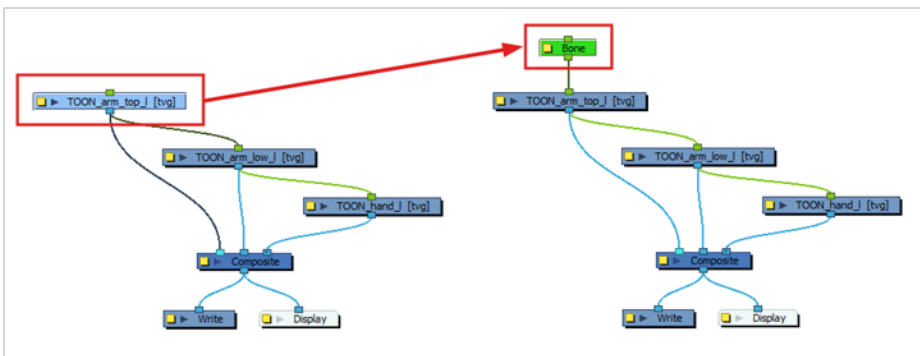 Bone
TOON_arm_top_l [tvg]
TOON_arm_top_l [tvg]
TOON_arm_low_l [tvg]
TOON_arm_low_l [tvg]
TOON_hand_l [tvg]
TOON_hand_l [tvg]
Composite
Composite
Write
Display
Write
Display